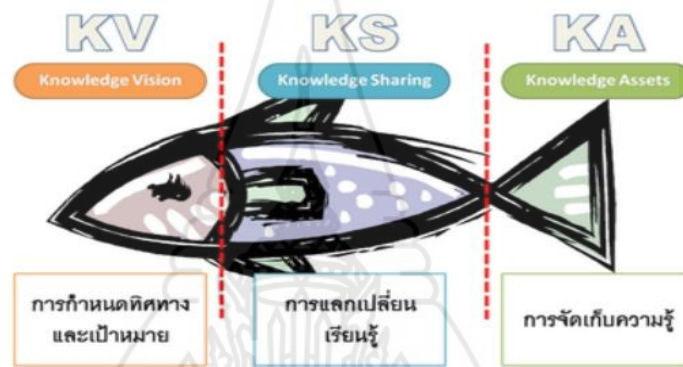 KV
KS
KA
Knowledge Vision
Knowledge Sharing
Knowledge Assets
การกำหนดทิศทาง
และเป้าหมาย
การแลกเปลี่ยน
เรียนรู้
การจัดเก็บความรู้